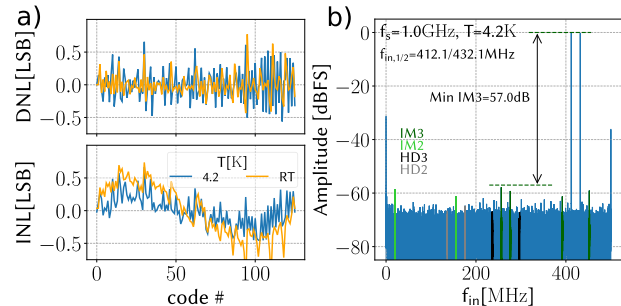 a)
DNL[LSB]
0.5
0.0
−0.5
INL[LSB]
0.5
0.0
−0.5
T[K]
4.2 RT
0 50 100
code #
b)
Amplitude [dBFS]
0
−20
−40
−60
−80
fs=1.0GHz, T=4.2K
fin,1/2=412.1/432.1MHz
Min IM3=57.0dB
IM3
IM2
HD3
HD2
0 200 400
fin[MHz]